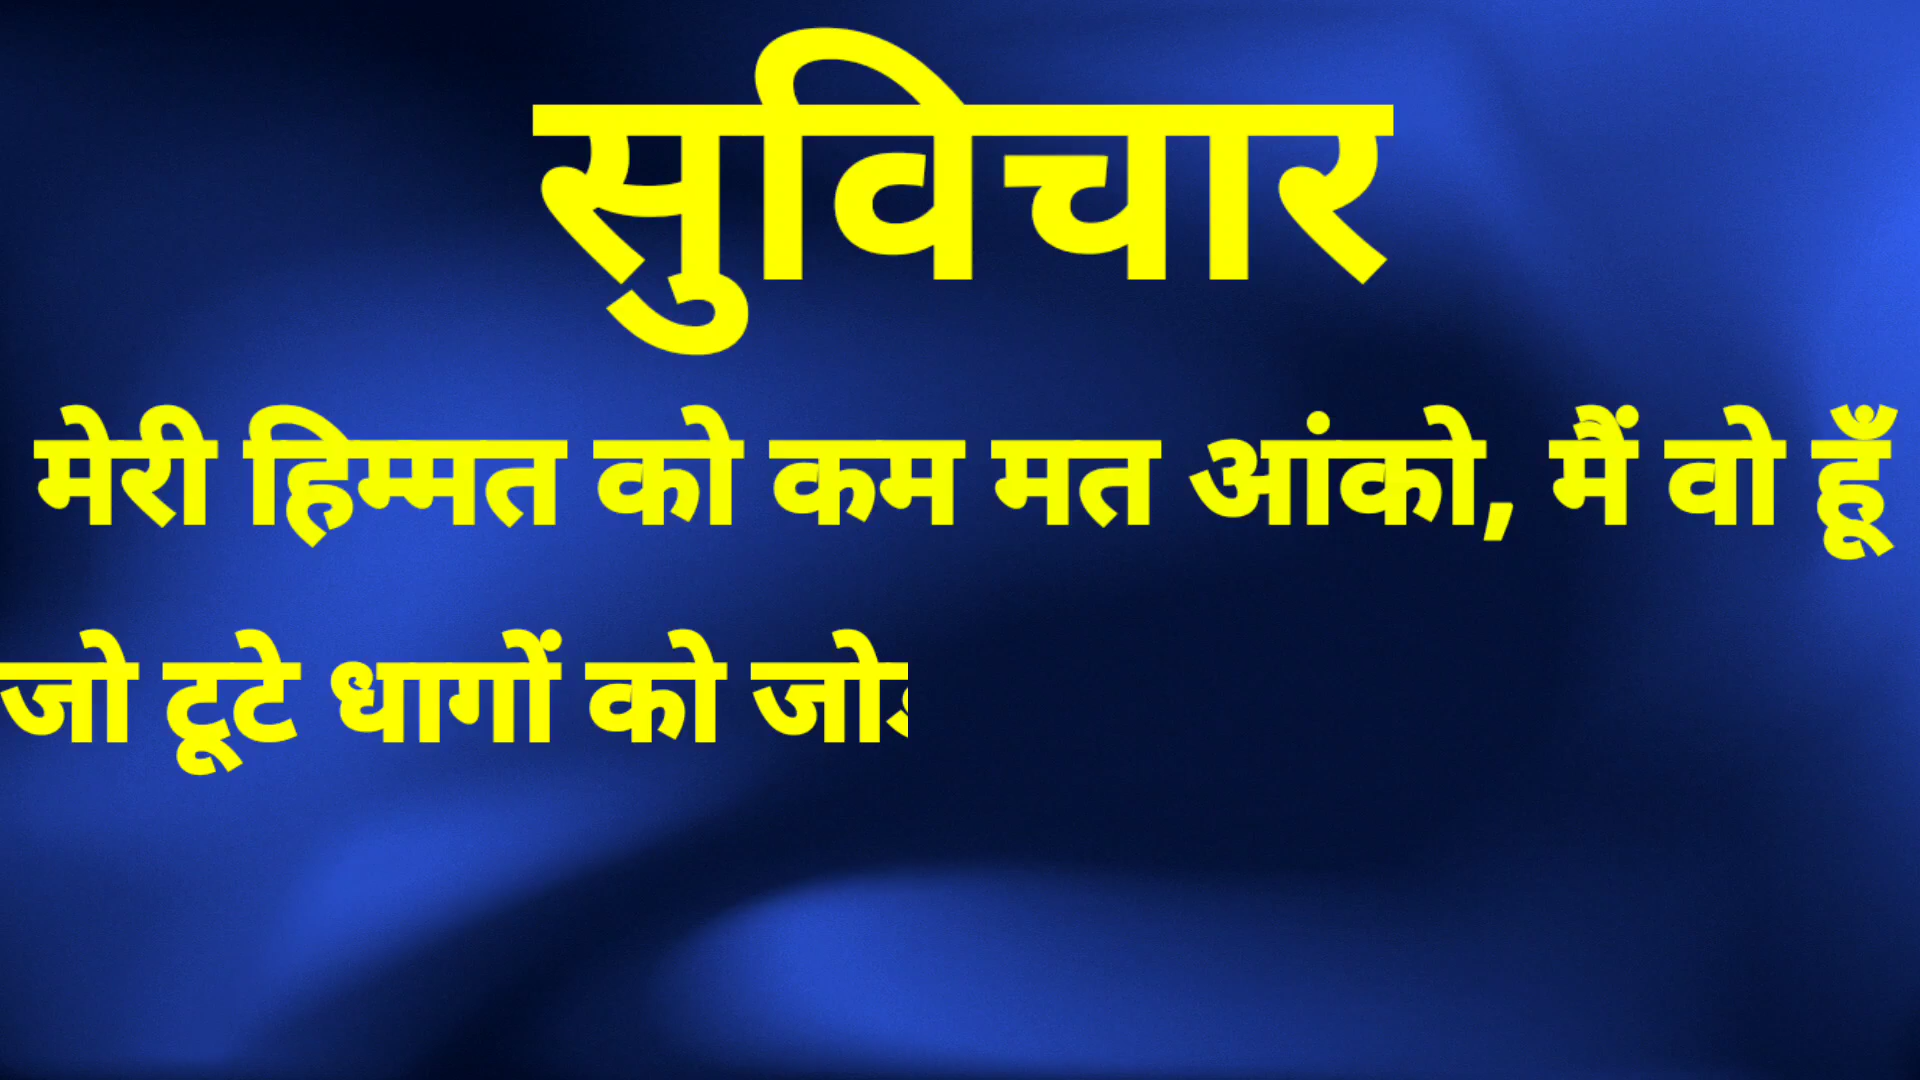 सुविचार
मेरी हिम्मत को कम मत आंको, मैं वो हूँ
जो टूटे धागों को